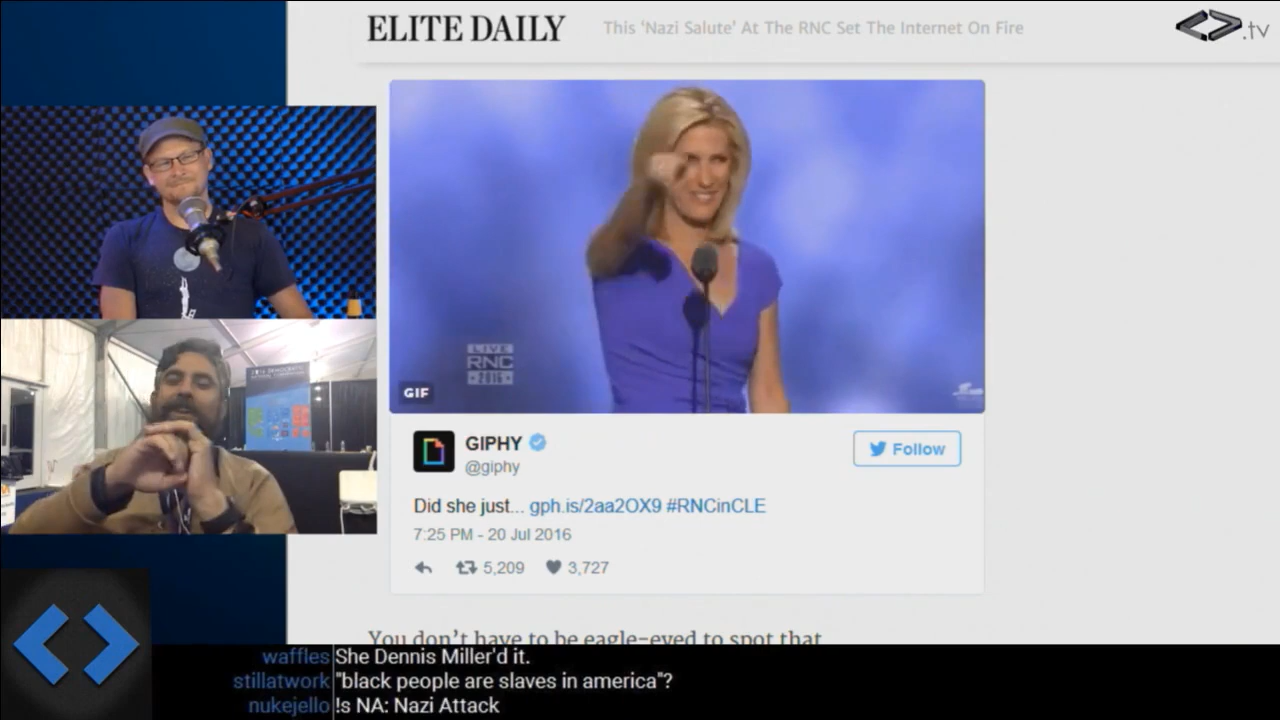 ELITE DAILY
This 'Nazi Salute' At The RNC Set The Internet On Fire
.tv
LIVE
RNC
2016
GIF
GIPHY
@giphy
Follow
Did she just... gph.is/2aa2OX9 #RNCinCLE
7:25 PM - 20 Jul 2016
5,209
3,727
You don't have to be eagle-eyed to spot that
waffles She Dennis Miller'd it.
stillatwork "black people are slaves in america"?
nukejello !s NA: Nazi Attack